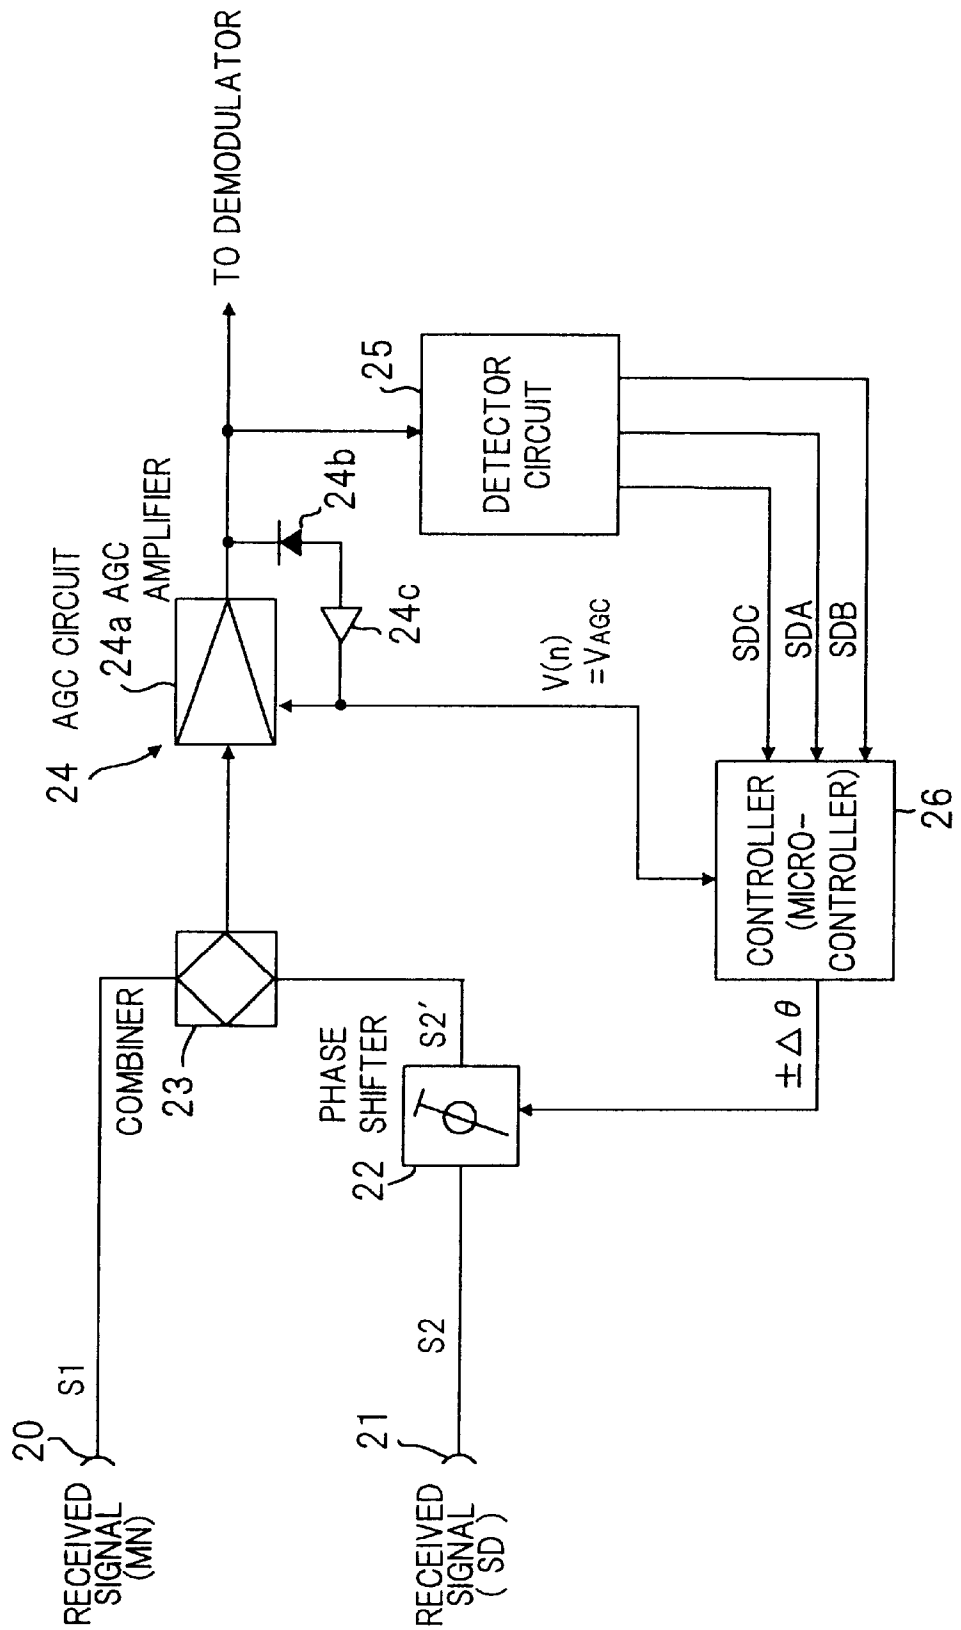 RECEIVED
SIGNAL
(MN)
20
S1
COMBINER
23
24 AGC CIRCUIT
24a AGC
AMPLIFIER
24b
24c
TO DEMODULATOR
RECEIVED
SIGNAL
( SD )
21
S2
22
PHASE
SHIFTER
S2'
V(n)
=VAGC
25
DETECTOR
CIRCUIT
SDC
SDA
SDB
±Δθ
CONTROLLER
(MICRO-
CONTROLLER)
26